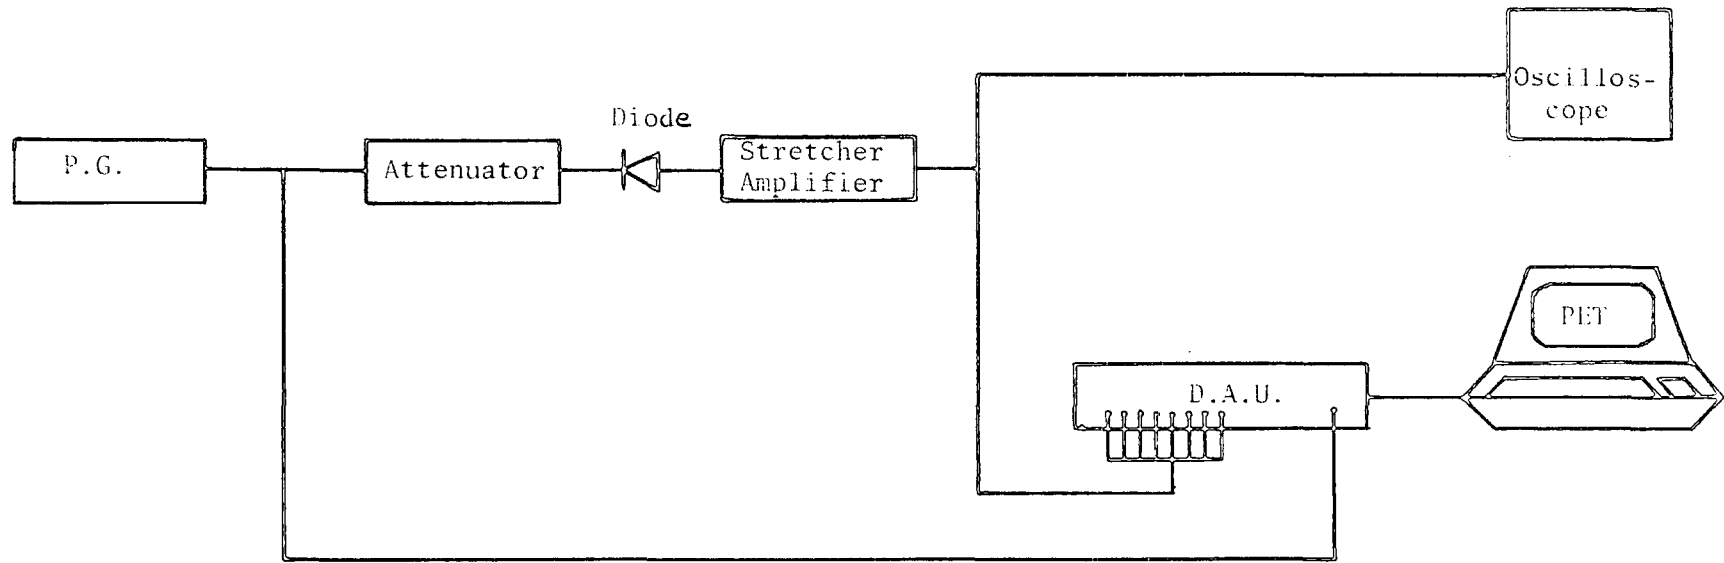 Oscillos-
cope
Diode
P.G.
Attenuator
Stretcher
Amplifier
PET
D.A.U.